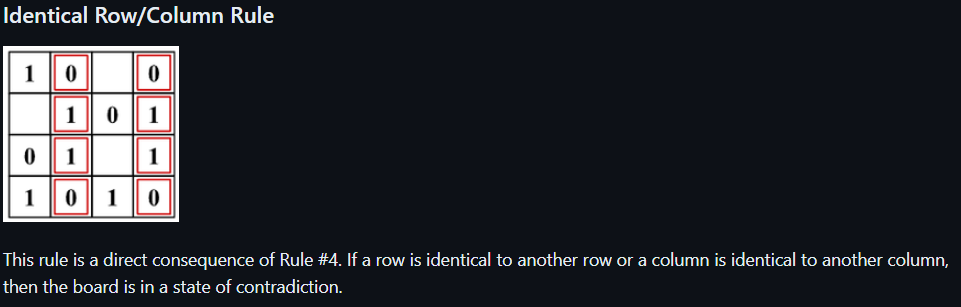 Identical Row/Column Rule
1 0 0
1 0 1
0 1 1
1 0 1 0
This rule is a direct consequence of Rule #4. If a row is identical to another row or a column is identical to another column,
then the board is in a state of contradiction.